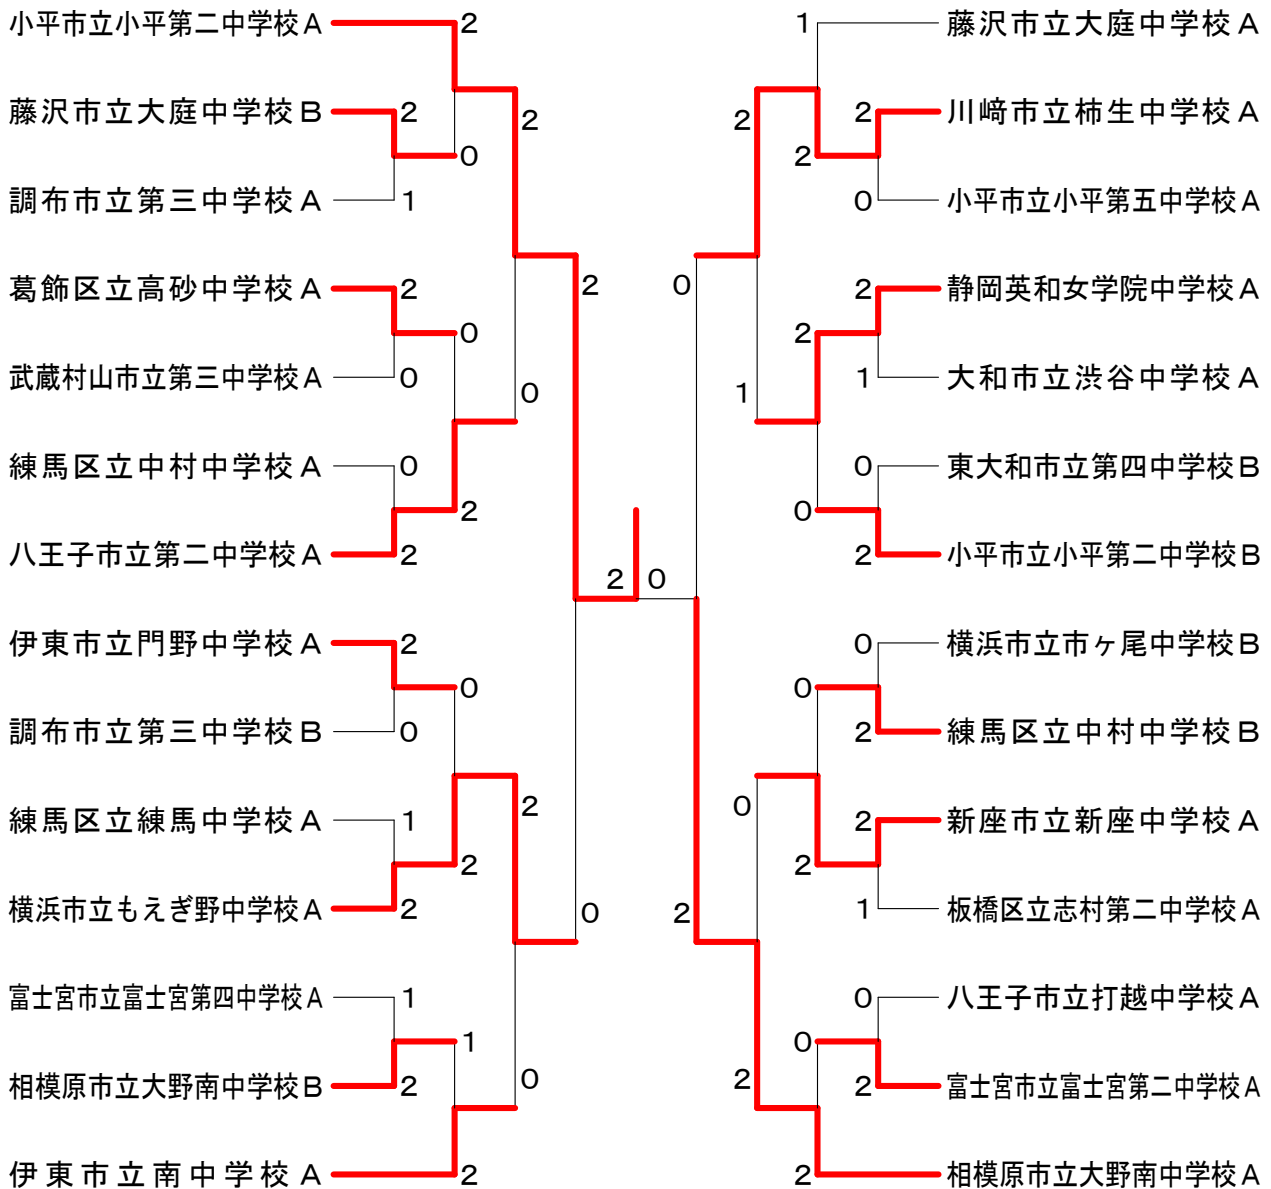 小平市立小平第二中学校A 2 1 藤沢市立大庭中学校A
藤沢市立大庭中学校B 2 2 2 2 川﨑市立柿生中学校A
0 2
調布市立第三中学校A 1 0 小平市立小平第五中学校A
葛飾区立高砂中学校A 2 2 0 2 静岡英和女学院中学校A
0 2
武蔵村山市立第三中学校A 0 0 1 1 大和市立渋谷中学校A
練馬区立中村中学校A 0 0 東大和市立第四中学校B
2 0
八王子市立第二中学校A 2 2 小平市立小平第二中学校B
2 0
伊東市立門野中学校A 2 0 横浜市立市ヶ尾中学校B
0 0
調布市立第三中学校B 0 2 練馬区立中村中学校B
練馬区立練馬中学校A 1 2 0 2 新座市立新座中学校A
2 2
横浜市立もえぎ野中学校A 2 0 2 1 板橋区立志村第二中学校A
富士宮市立富士宮第四中学校A 1 0 八王子市立打越中学校A
1 0
相模原市立大野南中学校B 2 0 2 2 富士宮市立富士宮第二中学校A
伊東市立南中学校A 2 2 相模原市立大野南中学校A